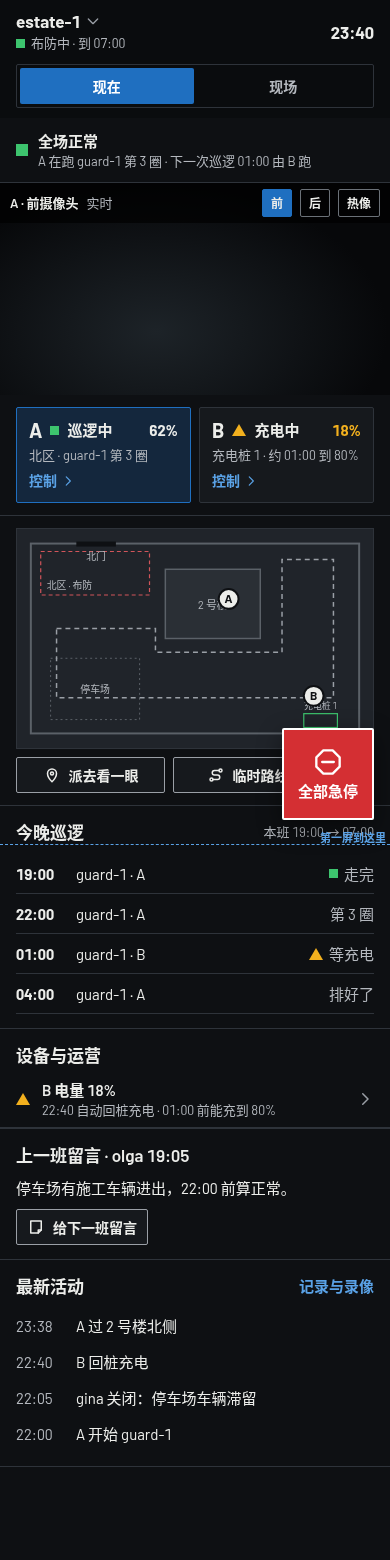 estate-1
布防中 · 到 07:00
23:40
现在
现场
全场正常
A 在跑 guard-1 第 3 圈 · 下一次巡逻 01:00 由 B 跑
A · 前摄像头 实时
前
后
热像
A 巡逻中 62%
北区 · guard-1 第 3 圈
控制
B 充电中 18%
充电桩 1 · 约 01:00 到 80%
控制
北门
北区 · 布防
2 号
A
停车场
B
充电桩 1
派去看一眼
临时路线
全部急停
今晚巡逻
本班 19:00 → 07:00
第一屏到这里
19:00 guard-1 · A 走完
22:00 guard-1 · A 第 3 圈
01:00 guard-1 · B 等充电
04:00 guard-1 · A 排好了
设备与运营
B 电量 18%
22:40 自动回桩充电 · 01:00 前能充到 80%
上一班留言 · olga 19:05
停车场有施工车辆进出，22:00 前算正常。
给下一班留言
最新活动
记录与录像
23:38 A 过 2 号楼北侧
22:40 B 回桩充电
22:05 gina 关闭：停车场车辆滞留
22:00 A 开始 guard-1